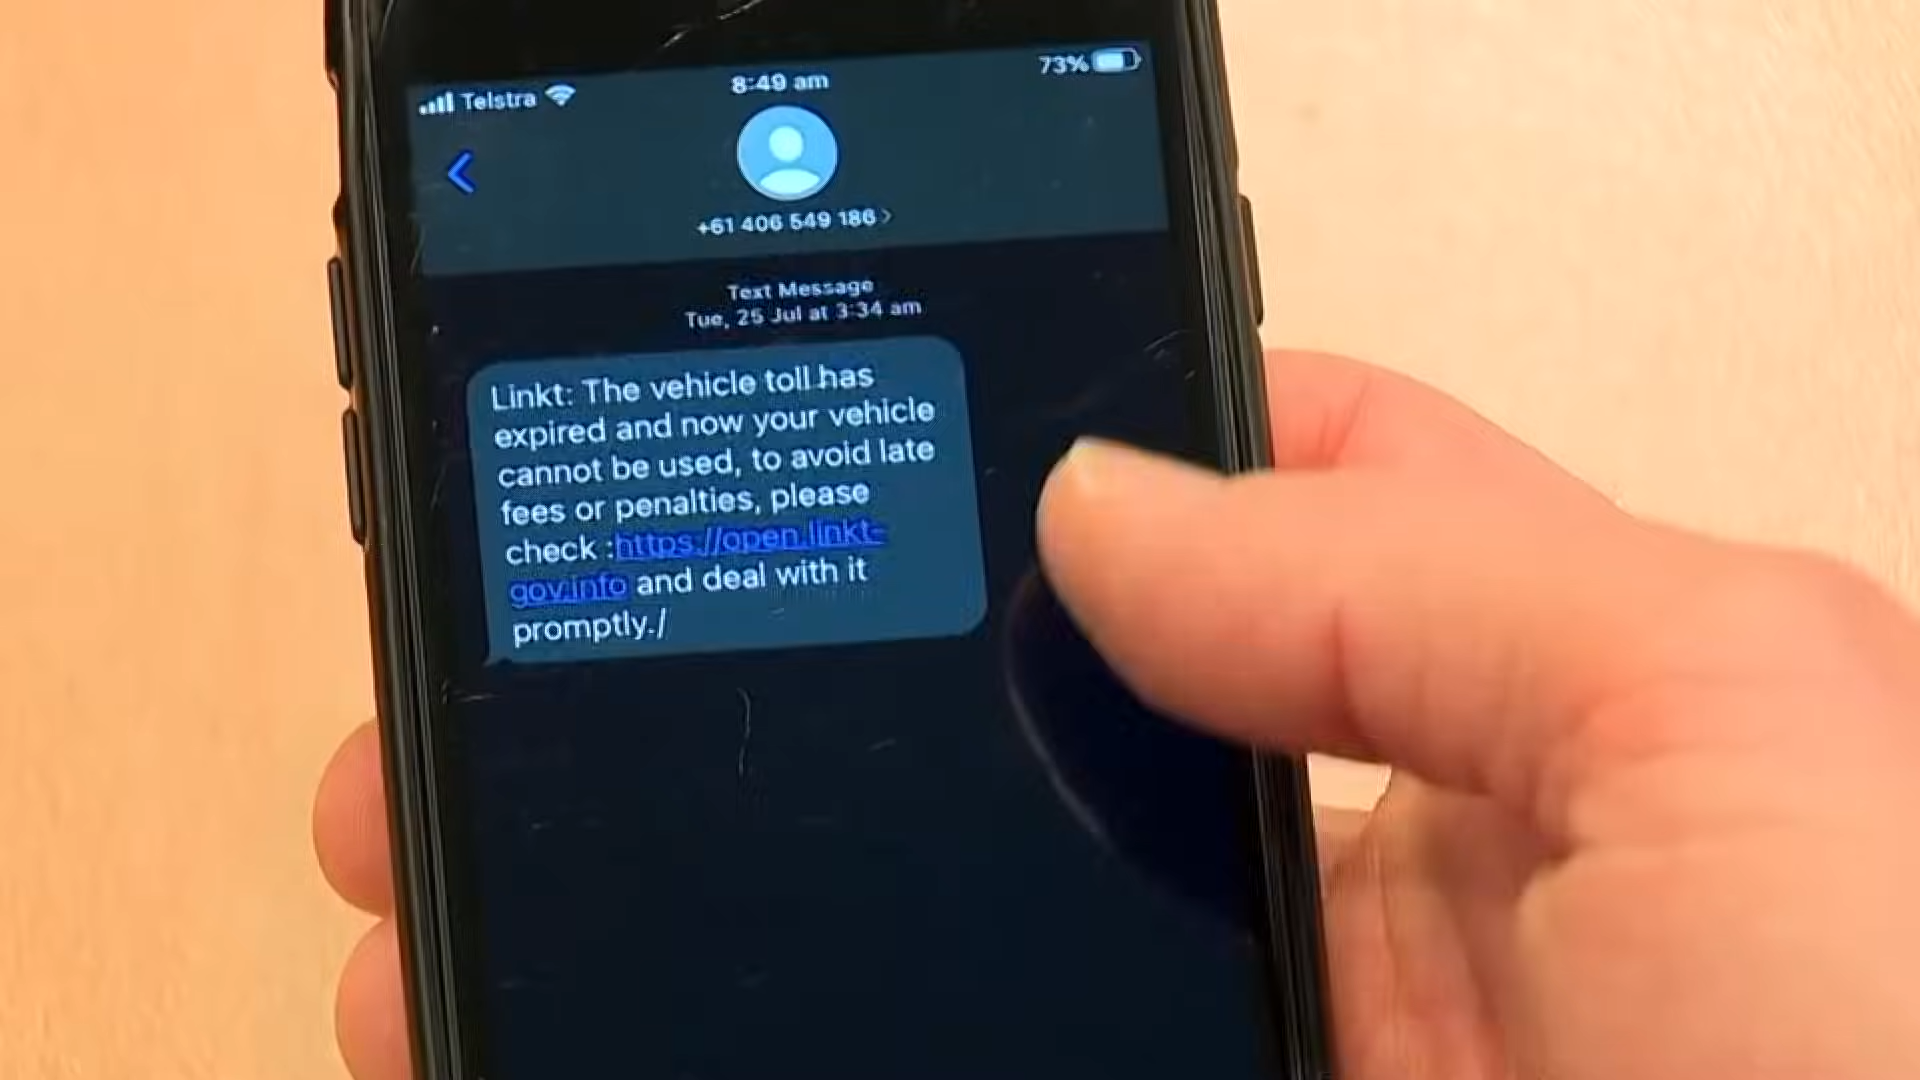 Telstra
8:49 am
73%
+61 406 549 186 >
Text Message
Tue, 25 Jul at 3:34 am
Linkt: The vehicle toll has
expired and now your vehicle
cannot be used, to avoid late
fees or penalties, please
check :https://open.linkt-
gov.info and deal with it
promptly./